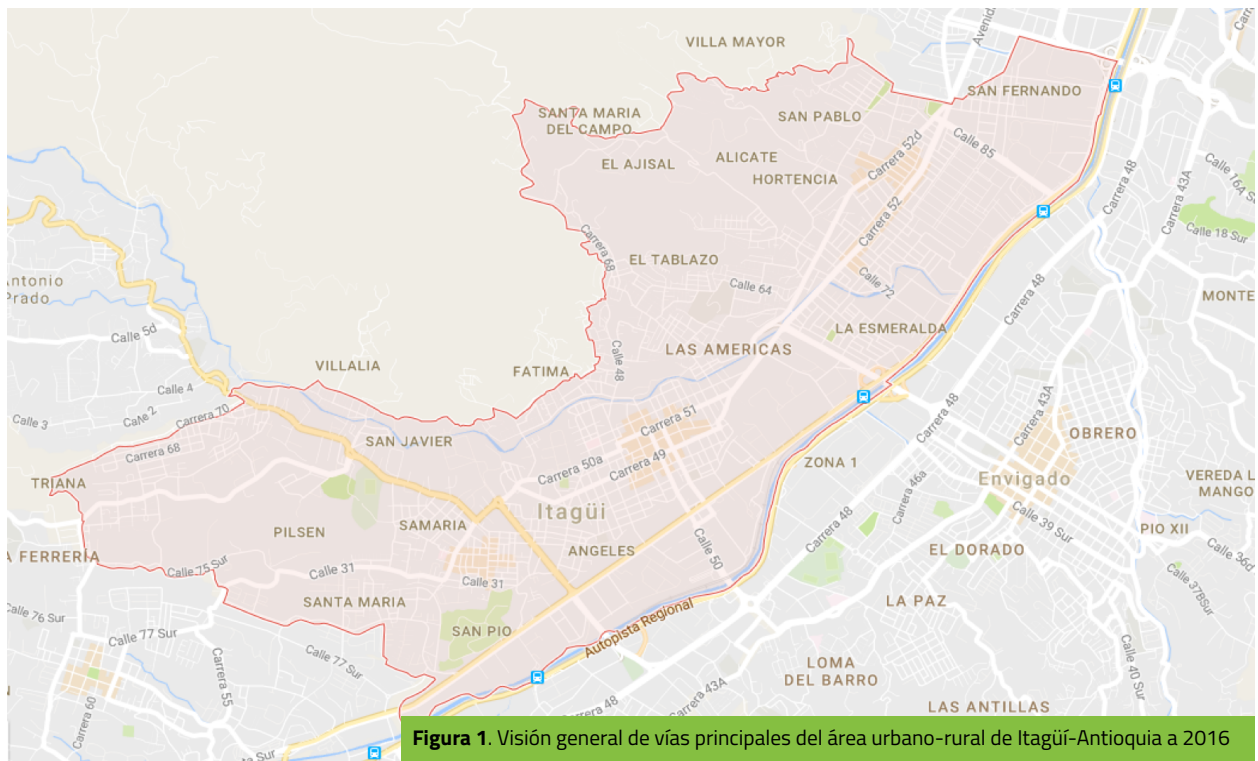 VILLA MAYOR
Avenida
SAN FERNANDO
SANTA MARIA
DEL CAMPO
SAN PABLO
Calle 85
Carrera 52d
EL AJISAL
ALICATE
HORTENCIA
Carrera 48
Carrera 43A
Calle 16A S
Carrera 52
Calle 18 Sur
Carrera 68
EL TABLAZO
Calle 64
Calle 72
ntonio
Prado
MONTE
Carrera 48
Calle 5d
LA ESMERALDA
LAS AMERICAS
Calle 48
VILLALIA
FATIMA
Calle 4
Calle 2
Calle 3
Carrera 70
Carrera 51
Carrera 48
Carrera 43A
OBRERO
SAN JAVIER
Carrera 68
Carrera 50a
Carrera 49
ZONA 1
Envigado
Carrera 46a
VEREDA L
MANGO
TRIANA
Itagüi
Calle 39 Sur
PILSEN
SAMARIA
Carrera 48
PIO XII
ANGELES
Calle 50
EL DORADO
Calle 36d
A FERRERIA
Calle 75 Sur
Calle 31
Calle 31
Calle 37BSur
SANTA MARIA
LA PAZ
Calle 76 Sur
Calle 77 Sur
SAN PIO
Autopista Regional
Calle 77 Sur
Calle 40 Sur
LOMA
DEL BARRO
Carrera 55
Carrera 60
Carrera 43A
Carrera 48
LAS ANTILLAS
a Sur
Figura 1. Visión general de vías principales del área urbano-rural de Itagüí-Antioquia a 2016